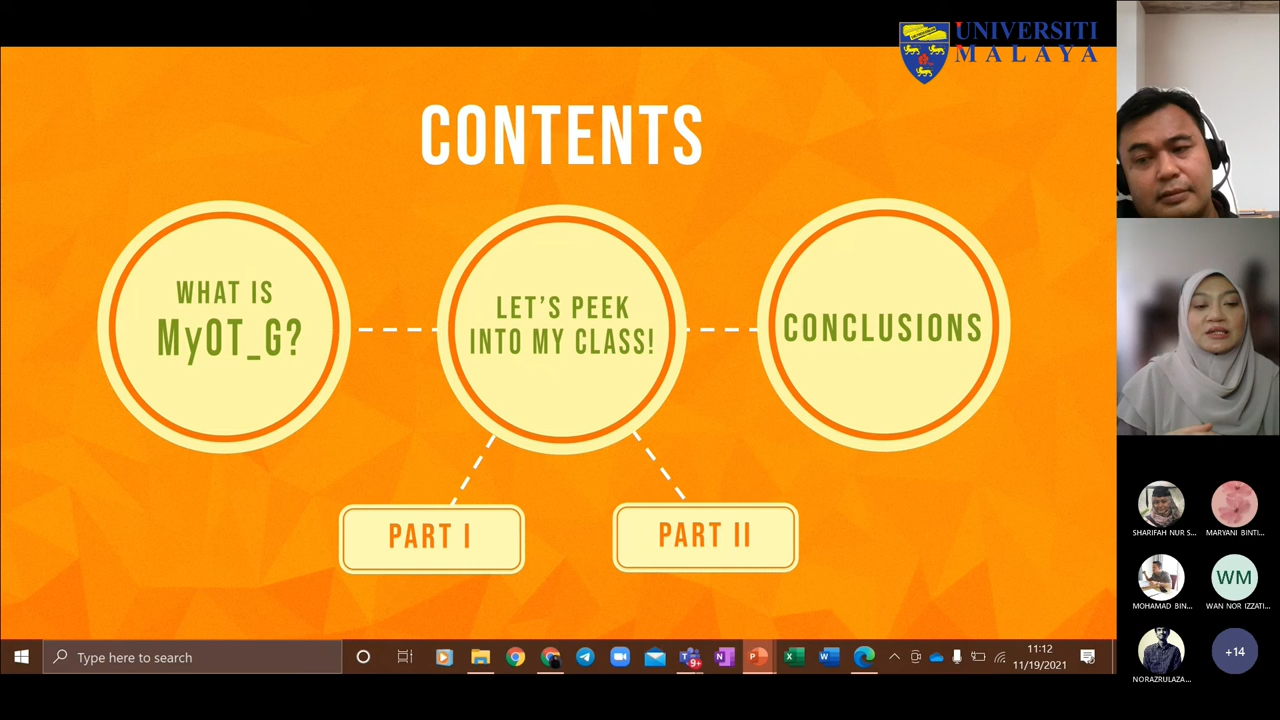 UNIVERSITI
MALAYA
CONTENTS
WHAT IS
MyOT_G?
LET'S PEEK
INTO MY CLASS!
CONCLUSIONS
PART I
PART II
SHARIFAH NUR S...
MARYANI BINTI...
MOHAMAD BIN...
WM
WAN NOR IZZATI...
NORAZRULAZA...
+14
Type here to search
9+
11:12
11/19/2021